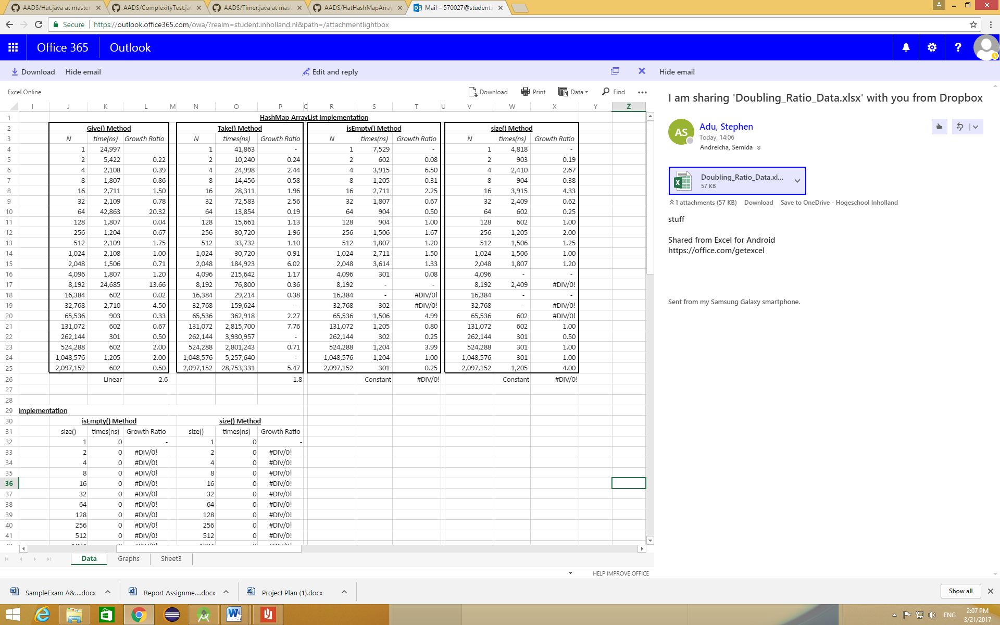 AADS/Hat.java at master
AADS/ComplexityTest.jav
AADS/Timer.java at mast
AADS/HatHashMapArray
Mail – 570027@student.i
Secure
https://outlook.office365.com/owa/?realm=student.inholland.nl&path=/attachmentlightbox
Office 365
Outlook
?
Download
Hide email
Edit and reply
Hide email
Excel Online
Download
Print
Data
Find
I J K L M N O P Q R S T U V W X Y Z
1 HashMap-ArrayList Implementation
2 Give() Method Take() Method isEmpty() Method size() Method
3 N time(ns) Growth Ratio N times(ns) Growth Ratio N times(ns) Growth Ratio N times(ns) Growth Ratio
4 1 24,997 1 41,863 - 1 7,529 - 1 4,818 -
5 2 5,422 0.22 2 10,240 0.24 2 602 0.08 2 903 0.19
6 4 2,108 0.39 4 24,998 2.44 4 3,915 6.50 4 2,410 2.67
7 8 1,807 0.86 8 14,456 0.58 8 1,205 0.31 8 904 0.38
8 16 2,711 1.50 16 28,311 1.96 16 2,711 2.25 16 3,915 4.33
9 32 2,109 0.78 32 72,583 2.56 32 1,807 0.67 32 2,409 0.62
10 64 42,863 20.32 64 13,854 0.19 64 904 0.50 64 602 0.25
11 128 1,807 0.04 128 15,661 1.13 128 904 1.00 128 602 1.00
12 256 1,204 0.67 256 30,720 1.96 256 1,506 1.67 256 1,205 2.00
13 512 2,109 1.75 512 33,732 1.10 512 1,807 1.20 512 1,506 1.25
14 1,024 2,108 1.00 1,024 30,720 0.91 1,024 2,711 1.50 1,024 1,506 1.00
15 2,048 1,506 0.71 2,048 184,923 6.02 2,048 3,614 1.33 2,048 1,807 1.20
16 4,096 1,807 1.20 4,096 215,642 1.17 4,096 301 0.08 4,096 - -
17 8,192 24,685 13.66 8,192 76,800 0.36 8,192 - - 8,192 2,409 #DIV/0!
18 16,384 602 0.02 16,384 29,214 0.38 16,384 - #DIV/0! 16,384 - -
19 32,768 2,710 4.50 32,768 159,624 - 32,768 302 #DIV/0! 32,768 - #DIV/0!
20 65,536 903 0.33 65,536 362,918 2.27 65,536 1,506 4.99 65,536 602 #DIV/0!
21 131,072 602 0.67 131,072 2,815,700 7.76 131,072 1,205 0.80 131,072 602 1.00
22 262,144 301 0.50 262,144 3,930,957 - 262,144 302 0.25 262,144 301 0.50
23 524,288 602 2.00 524,288 2,801,243 0.71 524,288 1,204 3.99 524,288 301 1.00
24 1,048,576 1,205 2.00 1,048,576 5,257,640 - 1,048,576 1,204 1.00 1,048,576 301 1.00
25 2,097,152 602 0.50 2,097,152 28,753,331 5.47 2,097,152 301 0.25 2,097,152 1,205 4.00
26 Linear 2.6 1.8 Constant #DIV/0! Constant #DIV/0!
27
28
29 Implementation
30 isEmpty() Method size() Method
31 size() times(ns) Growth Ratio size() times(ns) Growth Ratio
32 1 0 - 1 0 -
33 2 0 #DIV/0! 2 0 #DIV/0!
34 4 0 #DIV/0! 4 0 #DIV/0!
35 8 0 #DIV/0! 8 0 #DIV/0!
36 16 0 #DIV/0! 16 0 #DIV/0!
37 32 0 #DIV/0! 32 0 #DIV/0!
38 64 0 #DIV/0! 64 0 #DIV/0!
39 128 0 #DIV/0! 128 0 #DIV/0!
40 256 0 #DIV/0! 256 0 #DIV/0!
41 512 0 #DIV/0! 512 0 #DIV/0!
Data
Graphs
Sheet3
HELP IMPROVE OFFICE
I am sharing 'Doubling_Ratio_Data.xlsx' with you from Dropbox
AS
Adu, Stephen
Today, 14:06
Andreicha, Semida
Doubling_Ratio_Data.xl...
57 KB
1 attachments (57 KB) Download Save to OneDrive - Hogeschool Inholland
stuff
Shared from Excel for Android
https://office.com/getexcel
Sent from my Samsung Galaxy smartphone.
SampleExam A&....docx
Report Assignme....docx
Project Plan (1).docx
Show all
ENG
2:07 PM
3/21/2017